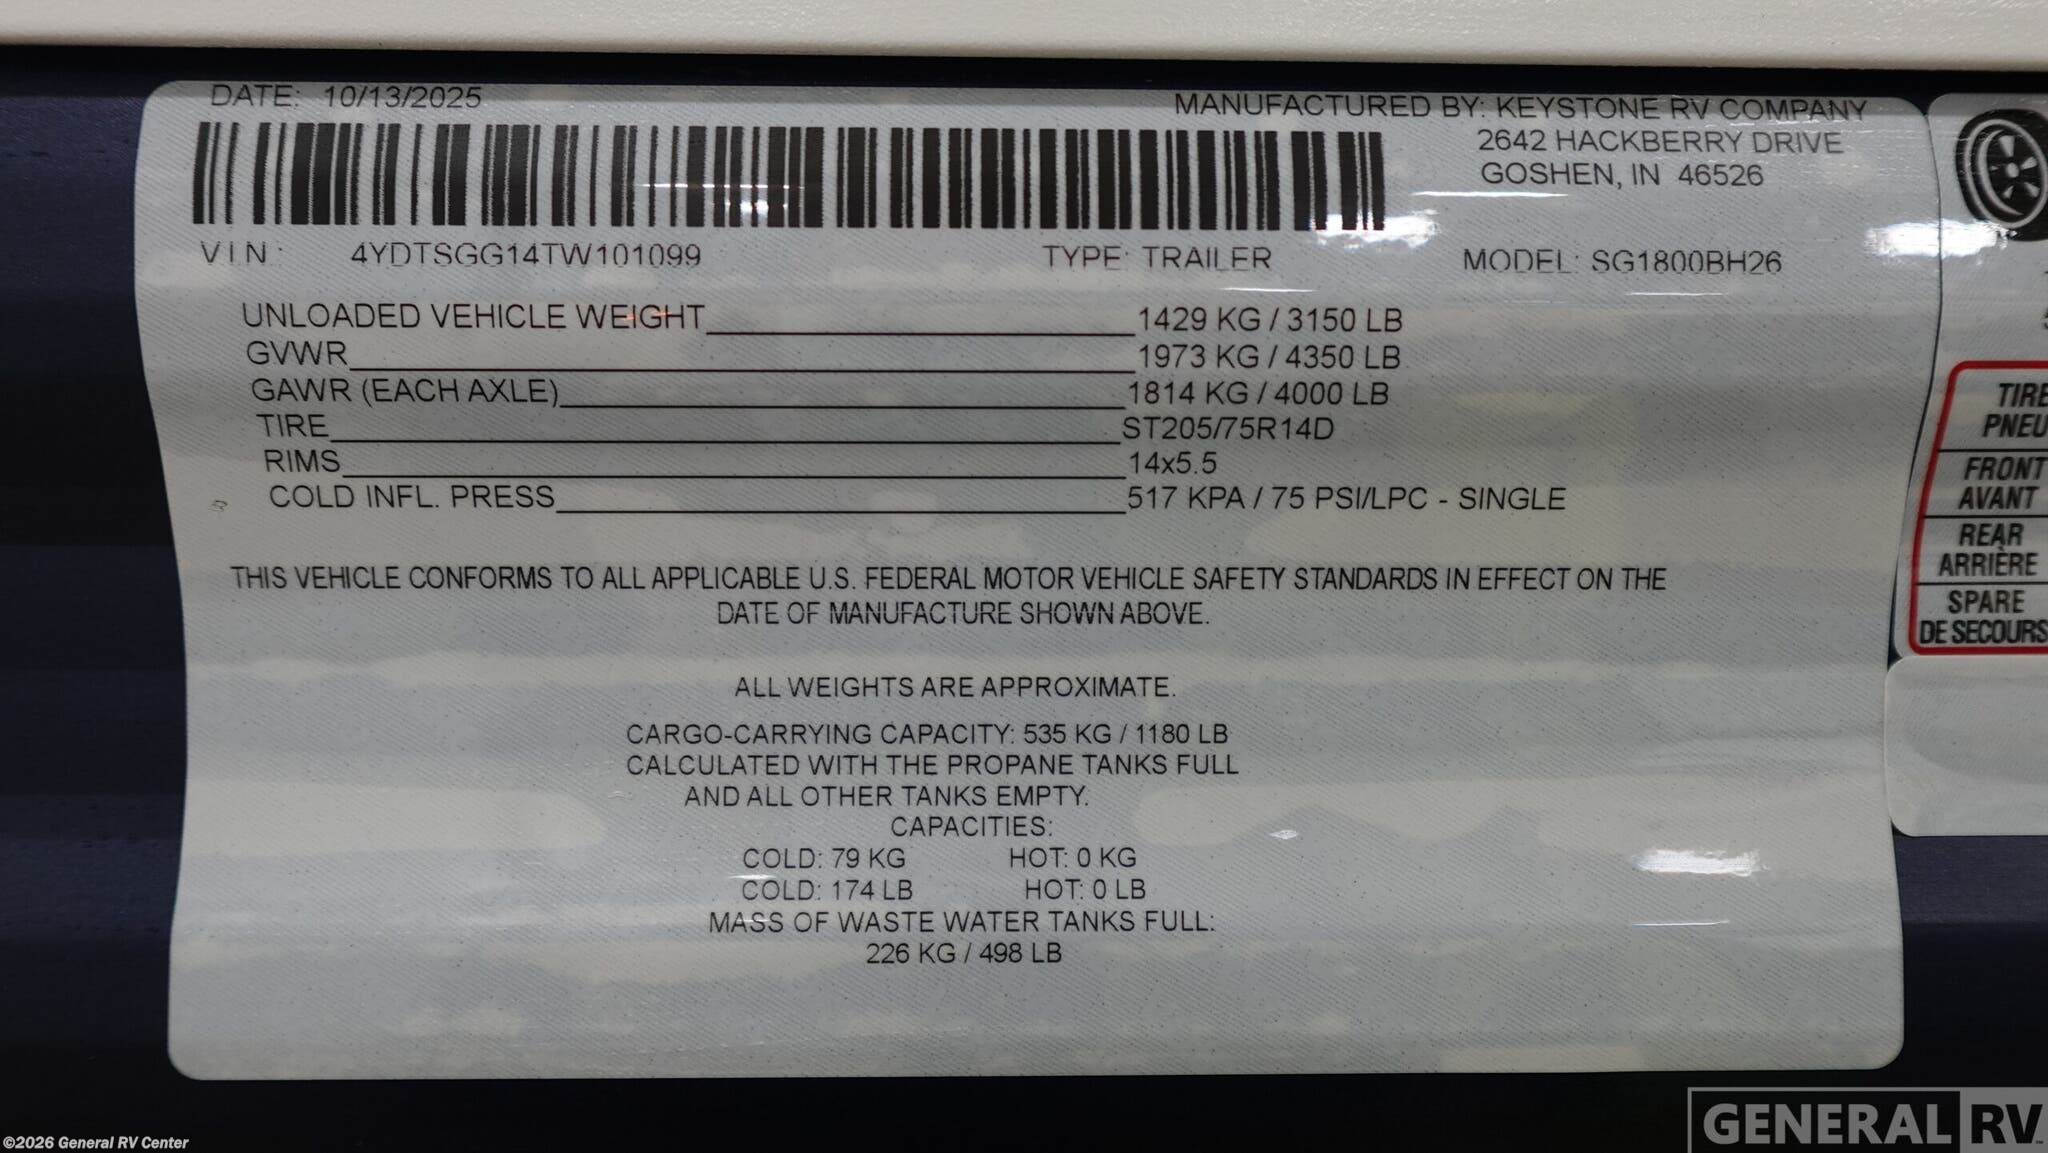 DATE: 10/13/2025
MANUFACTURED BY: KEYSTONE RV COMPANY
2642 HACKBERRY DRIVE
GOSHEN, IN 46526
VIN: 4YDTSGG14TW101099 TYPE: TRAILER MODEL: SG1800BH26
UNLOADED VEHICLE WEIGHT 1429 KG / 3150 LB
GVWR 1973 KG / 4350 LB
GAWR (EACH AXLE) 1814 KG / 4000 LB
TIRE ST205/75R14D
RIMS 14x5.5
COLD INFL. PRESS 517 KPA / 75 PSI/LPC - SINGLE
THIS VEHICLE CONFORMS TO ALL APPLICABLE U.S. FEDERAL MOTOR VEHICLE SAFETY STANDARDS IN EFFECT ON THE
DATE OF MANUFACTURE SHOWN ABOVE.
ALL WEIGHTS ARE APPROXIMATE.
CARGO-CARRYING CAPACITY: 535 KG / 1180 LB
CALCULATED WITH THE PROPANE TANKS FULL
AND ALL OTHER TANKS EMPTY.
CAPACITIES:
COLD: 79 KG HOT: 0 KG
COLD: 174 LB HOT: 0 LB
MASS OF WASTE WATER TANKS FULL:
226 KG / 498 LB
TIRE
PNEU
FRONT
AVANT
REAR
ARRIÈRE
SPARE
DE SECOURS
GENERAL RV
©2026 General RV Center